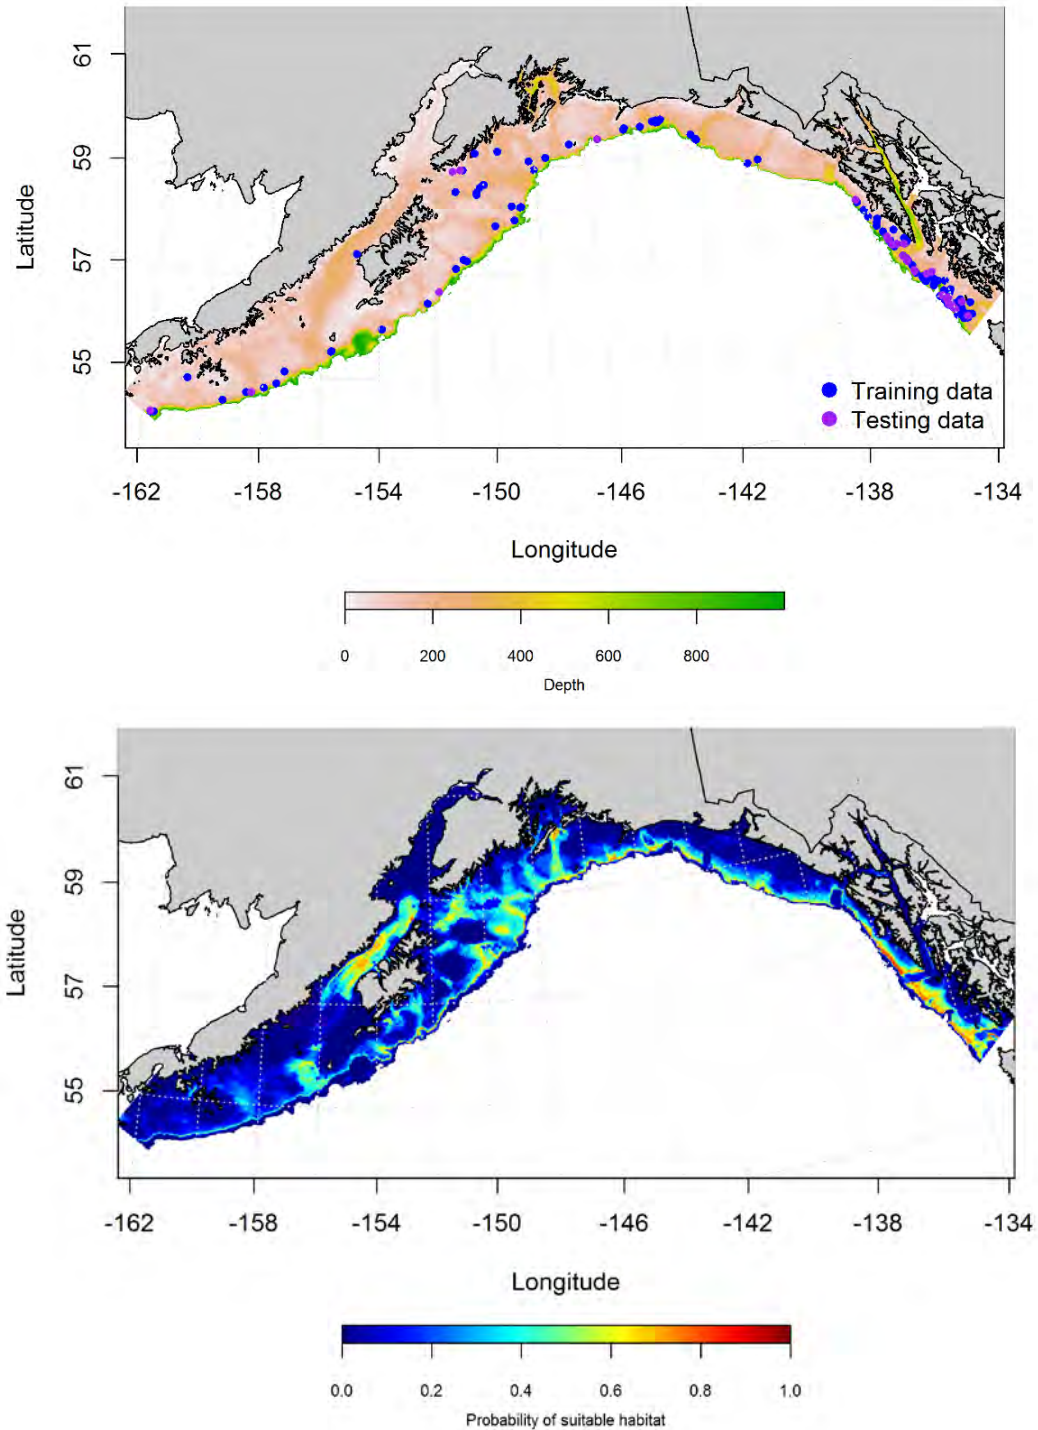 61
59
57
55
Latitude
Training data
Testing data
-162 -158 -154 -150 -146 -142 -138 -134
Longitude
0 200 400 600 800
Depth
61
59
57
55
Latitude
-162 -158 -154 -150 -146 -142 -138 -134
Longitude
0.0 0.2 0.4 0.6 0.8 1.0
Probability of suitable habitat